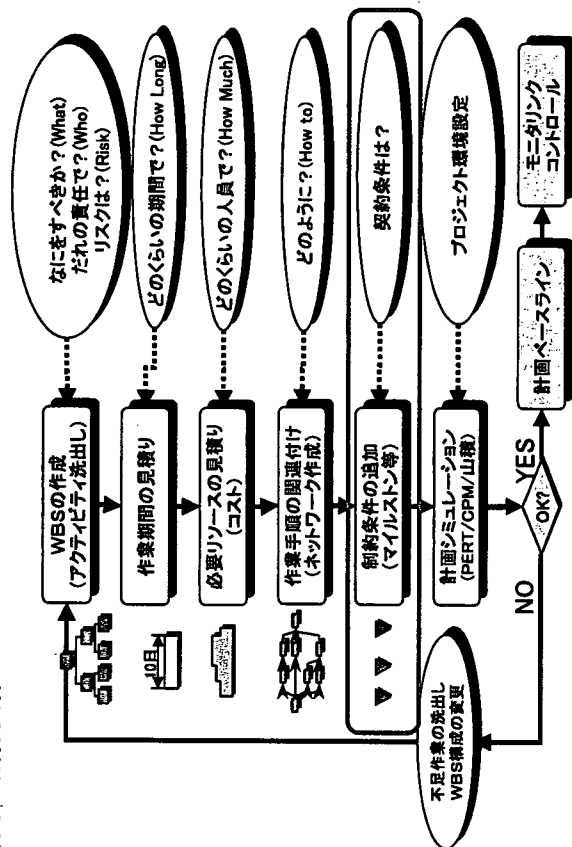 なにをすべきか？(What)
だれの責任で？(Who)
リスクは？(Risk)
WBSの作成
(アクティビティ洗出し)
どのくらいの期間で？(How Long)
作業期間の見積り
10日
どのくらいの人員で？(How Much)
必要リソースの見積り
(コスト)
どのように？(How to)
作業手順の関連付け
(ネットワーク作成)
契約条件は？
制約条件の追加
(マイルストン等)
プロジェクト環境設定
計画シミュレーション
(PERT/CPM/山積)
OK?
YES
NO
計画ベースライン
モニタリング
コントロール
不足作業の洗出し
WBS構成の変更